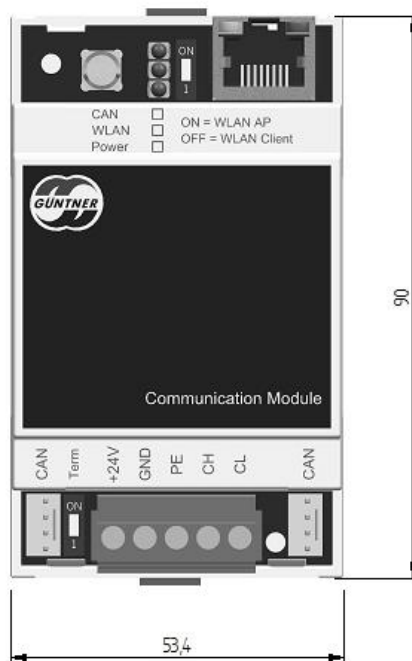 ON
1
CAN
WLAN
Power
ON = WLAN AP
OFF = WLAN Client
GÜNTNER
Communication Module
CAN
Term
+24V
GND
PE
CH
CL
CAN
ON
1
90
53,4